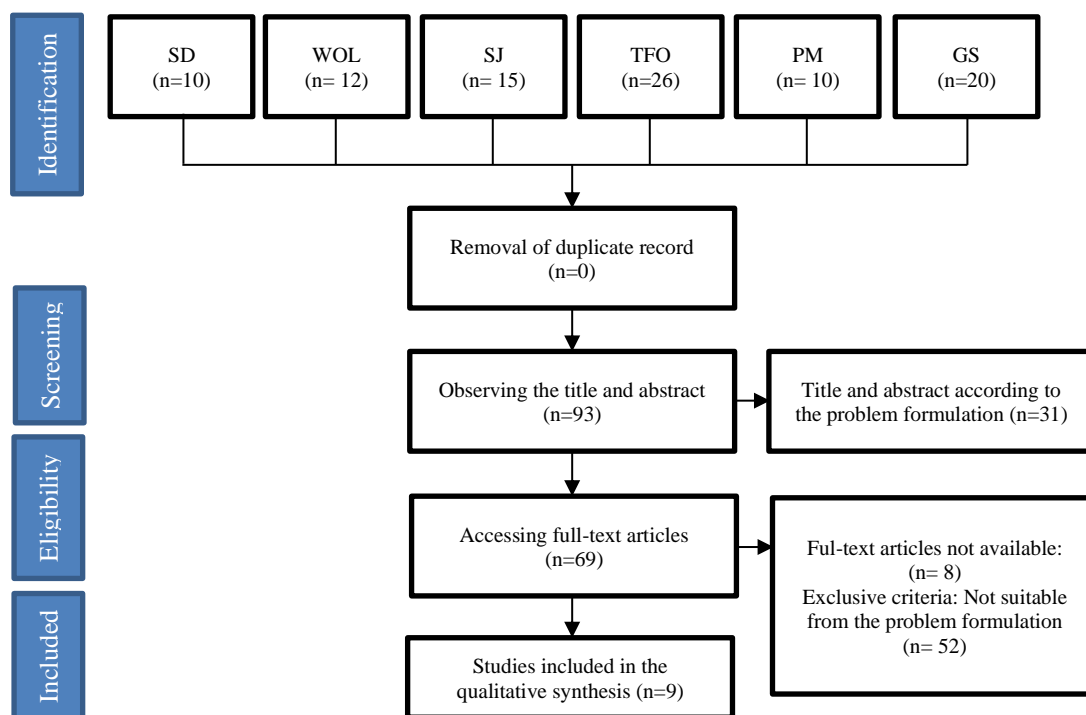 Identification
SD
(n=10)
WOL
(n= 12)
SJ
(n= 15)
TFO
(n=26)
PM
(n= 10)
GS
(n=20)
Removal of duplicate record
(n=0)
Screening
Observing the title and abstract
(n=93)
Title and abstract according to
the problem formulation (n=31)
Eligibility
Accessing full-text articles
(n=69)
Ful-text articles not available:
(n= 8)
Exclusive criteria: Not suitable
from the problem formulation
(n= 52)
Included
Studies included in the
qualitative synthesis (n=9)